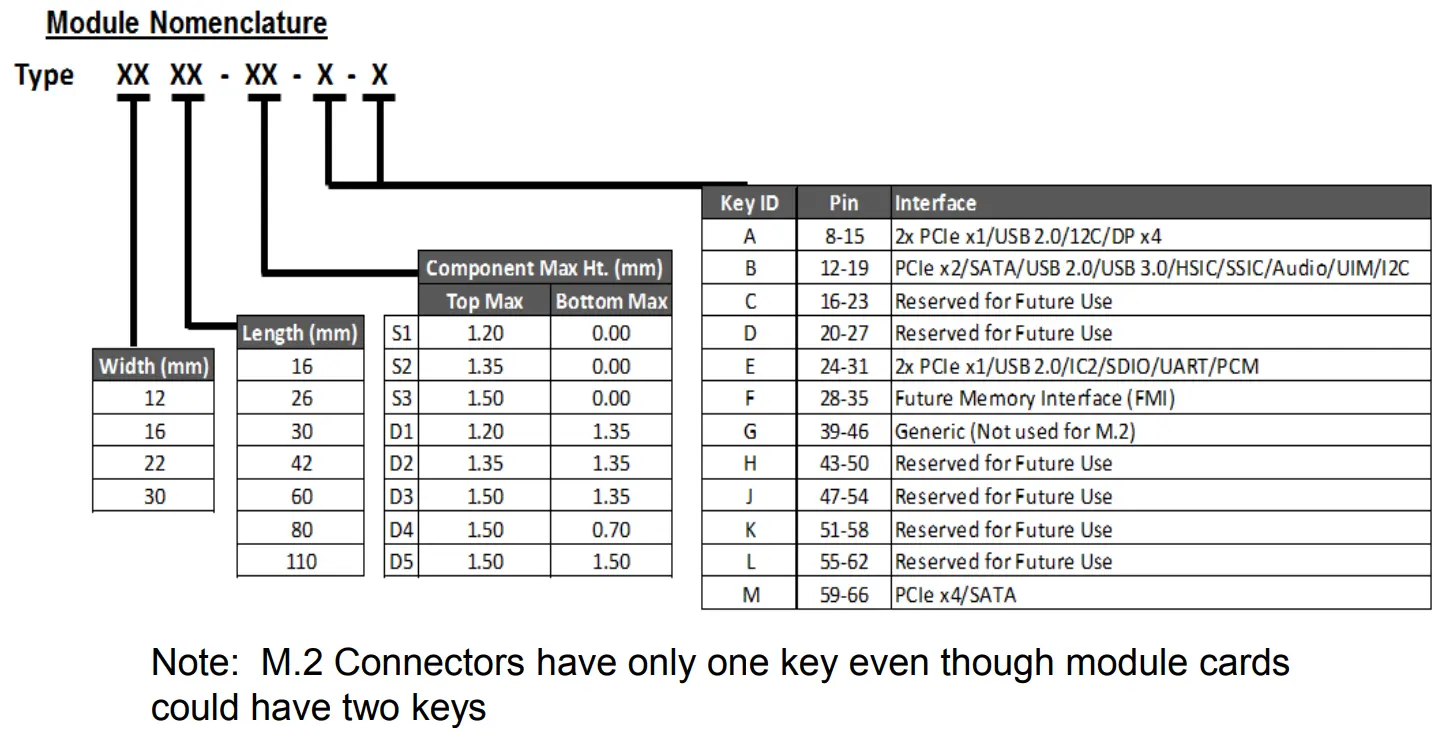 Module Nomenclature
Type XX XX - XX - X - X
Key ID Pin Interface
A 8-15 2x PCIe x1/USB 2.0/12C/DP x4
B 12-19 PCIe x2/SATA/USB 2.0/USB 3.0/HSIC/SSIC/Audio/UIM/I2C
C 16-23 Reserved for Future Use
D 20-27 Reserved for Future Use
E 24-31 2x PCIe x1/USB 2.0/IC2/SDIO/UART/PCM
F 28-35 Future Memory Interface (FMI)
G 39-46 Generic (Not used for M.2)
H 43-50 Reserved for Future Use
J 47-54 Reserved for Future Use
K 51-58 Reserved for Future Use
L 55-62 Reserved for Future Use
M 59-66 PCIe x4/SATA
Component Max Ht. (mm)
Top Max Bottom Max
S1 1.20 0.00
S2 1.35 0.00
S3 1.50 0.00
D1 1.20 1.35
D2 1.35 1.35
D3 1.50 1.35
D4 1.50 0.70
D5 1.50 1.50
Length (mm)
16
26
30
42
60
80
110
Width (mm)
12
16
22
30
Note: M.2 Connectors have only one key even though module cards
could have two keys